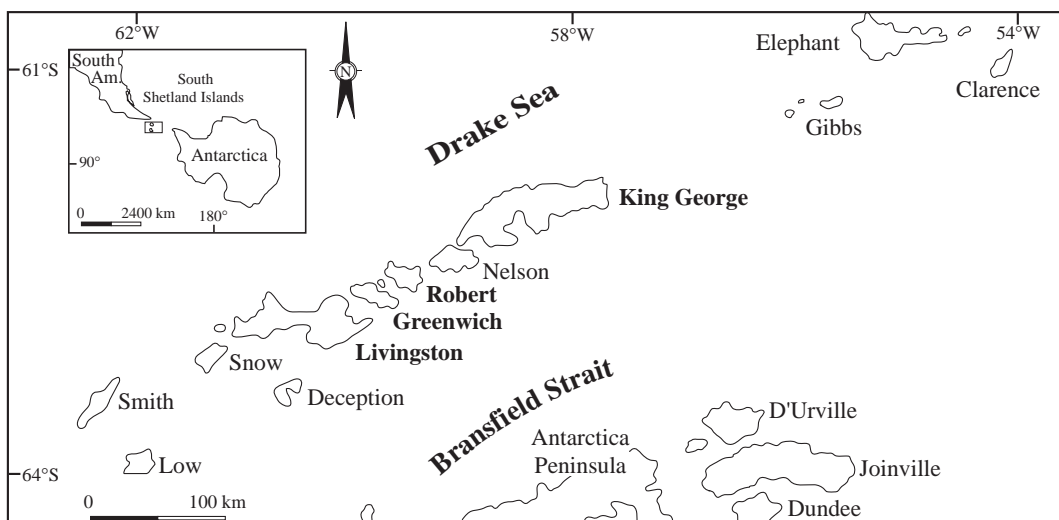 62°W
58°W
54°W
61°S
64°S
South
Am.
South
Shetland Islands
Antarctica
90°
180°
0
2400 km
N
Drake Sea
Elephant
Clarence
Gibbs
King George
Nelson
Robert
Greenwich
Livingston
Snow
Deception
Smith
Low
Bransfield Strait
Antarctica
Peninsula
D'Urville
Joinville
Dundee
0
100 km